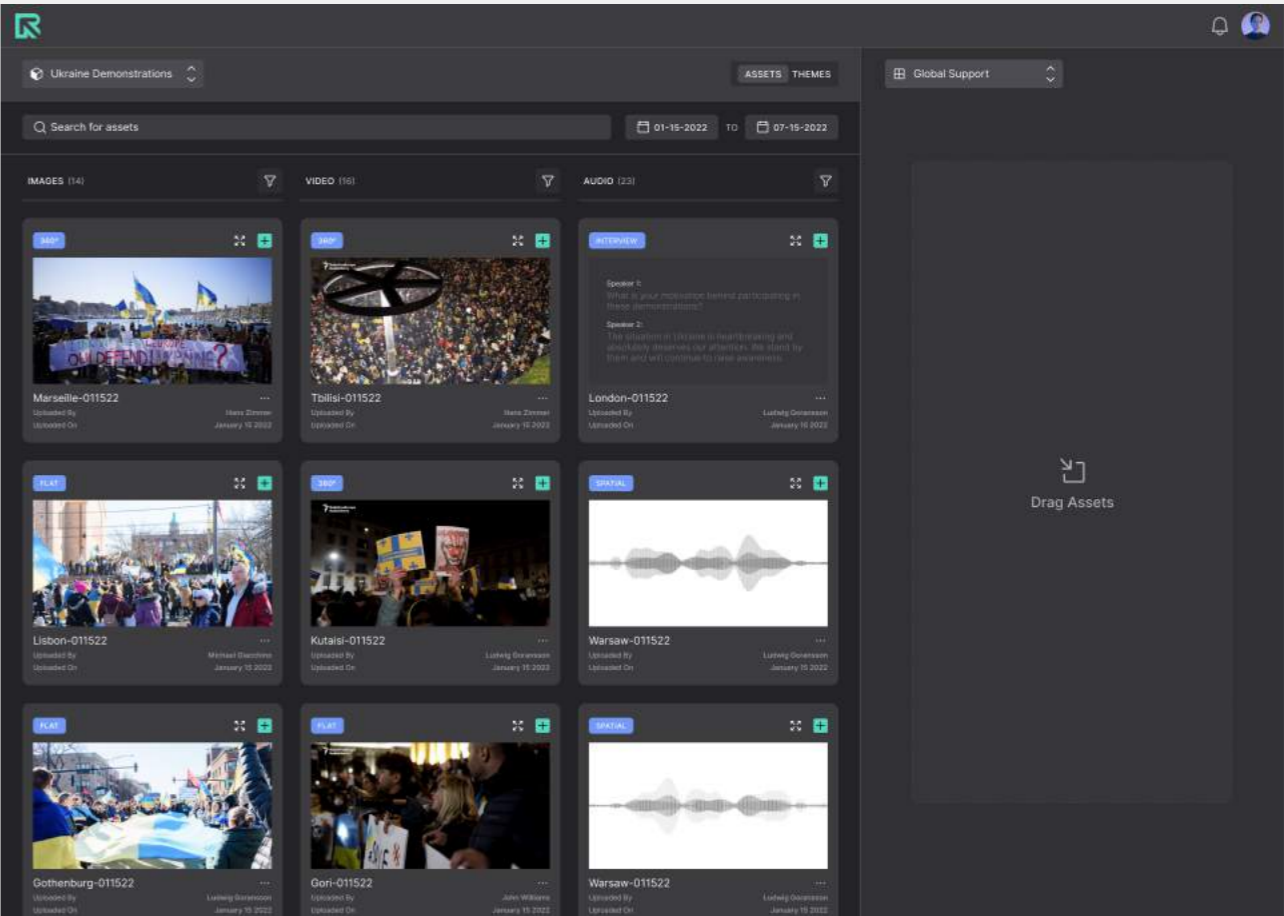 Ukraine Demonstrations
ASSETS THEMES
Global Support
Search for assets
01-15-2022 TO 07-15-2022
IMAGES (14)
VIDEO (16)
AUDIO (23)
360°
360°
INTERVIEW
Speaker 1:
What is your motivation behind participating in
these demonstrations?
Speaker 2:
The situation in Ukraine is heartbreaking and
absolutely deserves our attention. We stand by
them and will continue to raise awareness.
EUROPE
QUI DEFEND L'UKRAINE?
Marseille-011522
Uploaded By Hans Zimmer
Uploaded On January 15 2022
Tbilisi-011522
Uploaded By Hans Zimmer
Uploaded On January 15 2022
London-011522
Uploaded By Ludwig Goransson
Uploaded On January 15 2022
Drag Assets
FLAT
360°
SPATIAL
Lisbon-011522
Uploaded By Michael Giacchino
Uploaded On January 15 2022
Kutaisi-011522
Uploaded By Ludwig Goransson
Uploaded On January 15 2022
Warsaw-011522
Uploaded By Ludwig Goransson
Uploaded On January 15 2022
FLAT
FLAT
SPATIAL
Gothenburg-011522
Uploaded By Ludwig Goransson
Uploaded On January 15 2022
Gori-011522
Uploaded By John Williams
Uploaded On January 15 2022
Warsaw-011522
Uploaded By Ludwig Goransson
Uploaded On January 15 2022